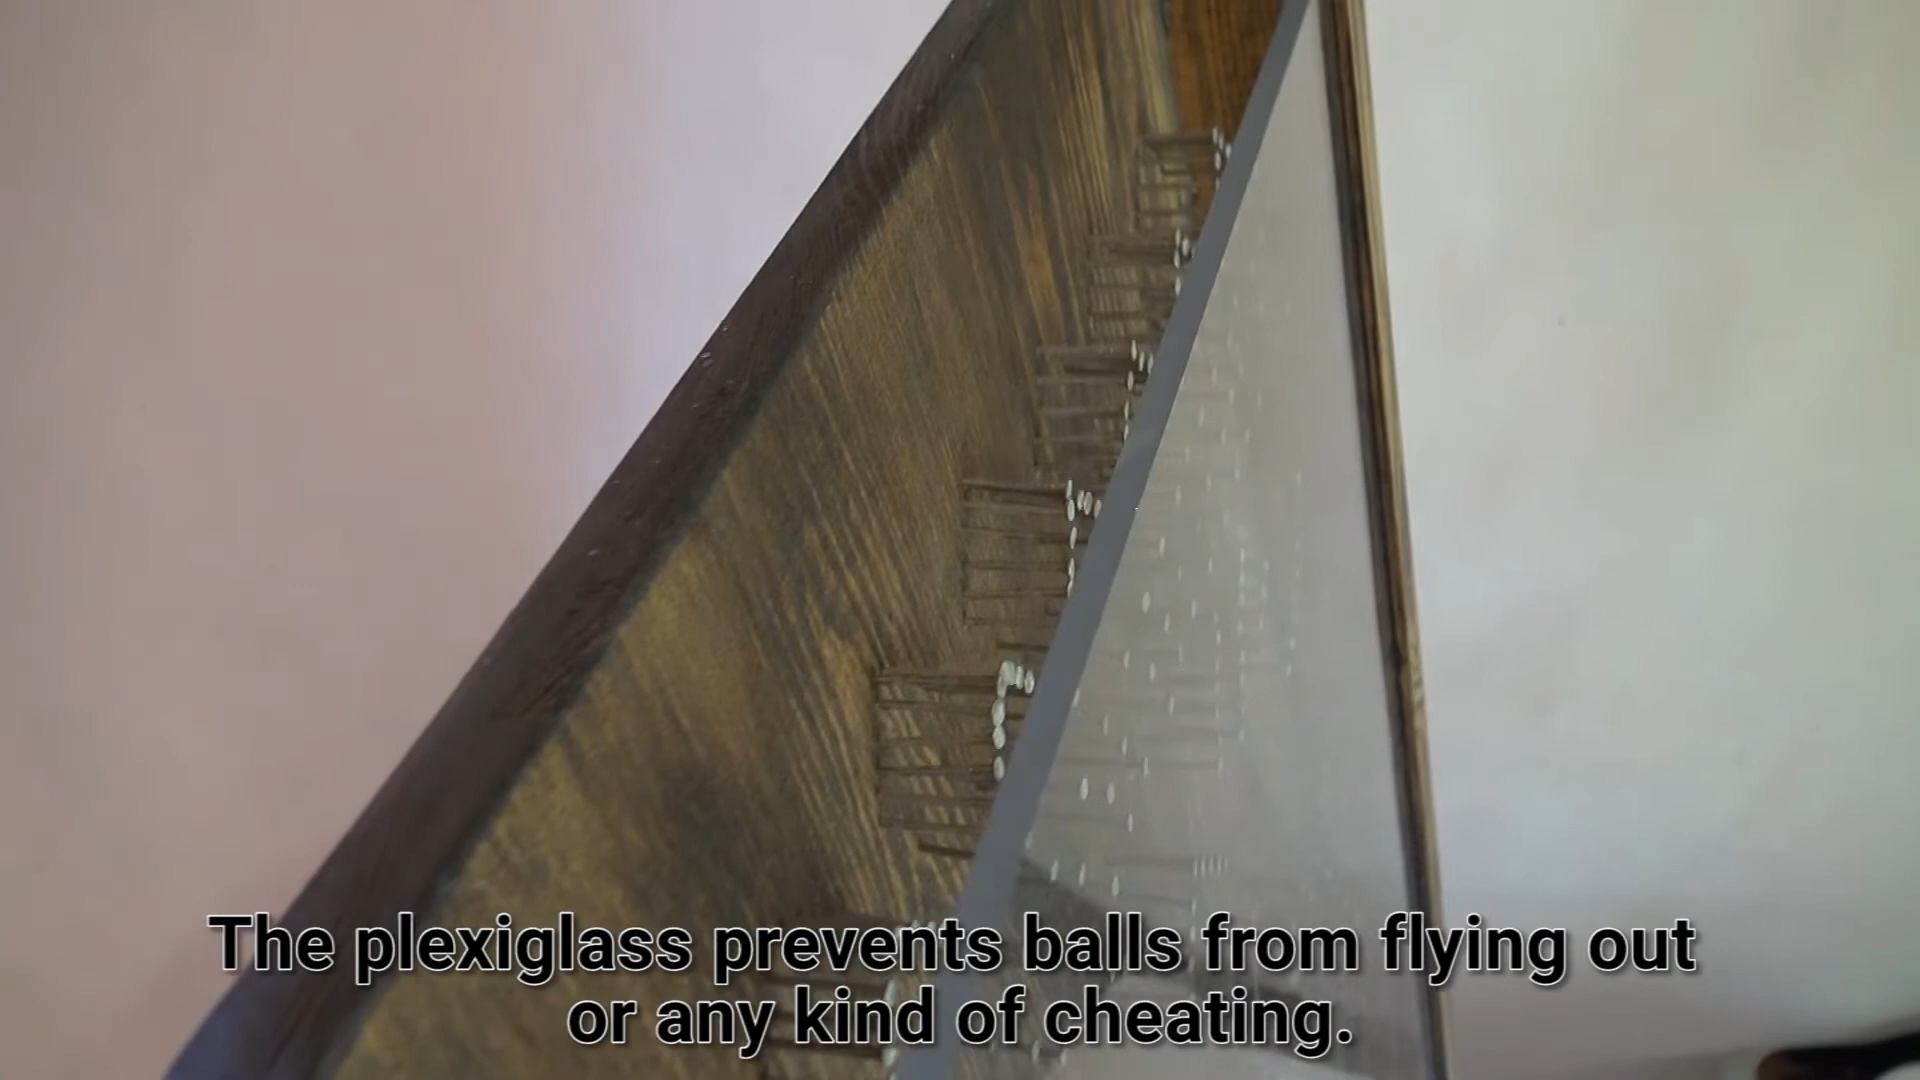 The plexiglass prevents balls from flying out
or any kind of cheating.